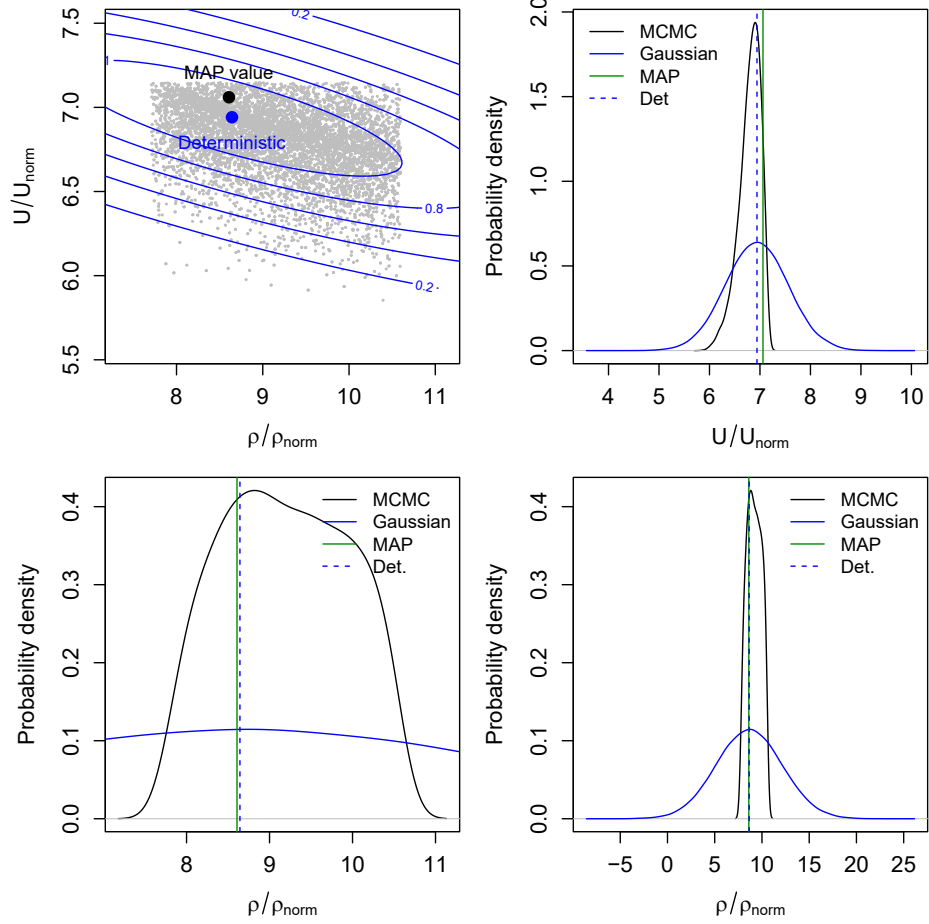 0.2
1
MAP value
Deterministic
0.8
0.2
5.5 6.0 6.5 7.0 7.5
U/U_norm
8 9 10 11
ρ/ρ_norm
MCMC
Gaussian
MAP
Det
0.0 0.5 1.0 1.5 2.0
Probability density
4 5 6 7 8 9 10
U/U_norm
MCMC
Gaussian
MAP
Det.
0.0 0.1 0.2 0.3 0.4
Probability density
8 9 10 11
ρ/ρ_norm
MCMC
Gaussian
MAP
Det.
0.0 0.1 0.2 0.3 0.4
Probability density
−5 0 5 10 15 20 25
ρ/ρ_norm